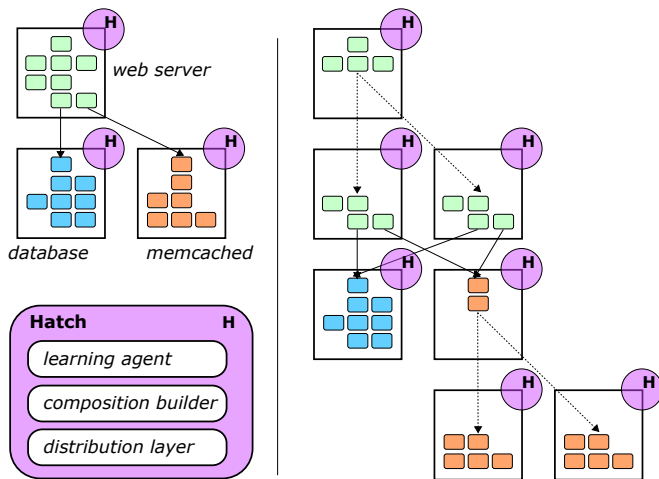 H
web server
H
H
database
memcached
Hatch H
learning agent
composition builder
distribution layer
H
H
H
H
H
H
H